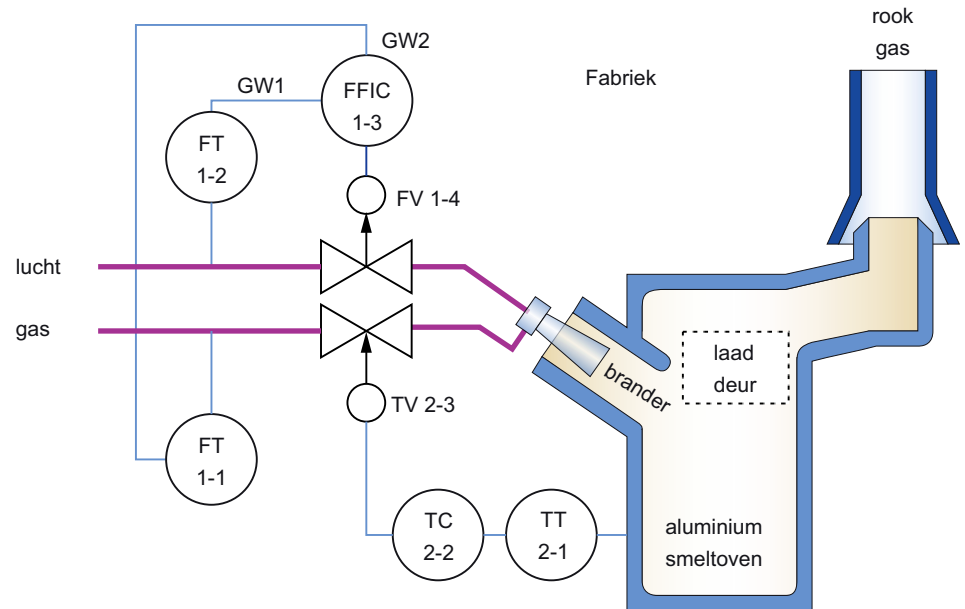 rook
gas
GW2
Fabriek
GW1
FFIC
1-3
FT
1-2
FV 1-4
lucht
gas
laad
deur
brander
TV 2-3
FT
1-1
TC
2-2
TT
2-1
aluminium
smeltoven